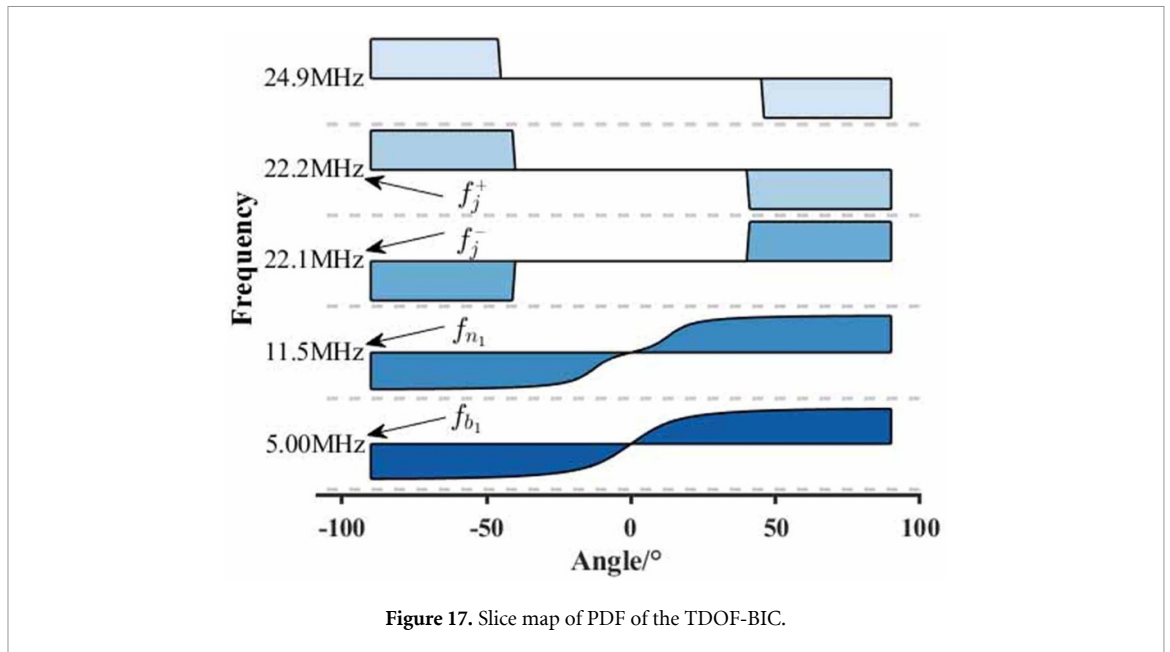 Frequency
24.9MHz
22.2MHz
f_j^+
f_j^-
22.1MHz
f_{n_1}
11.5MHz
f_{b_1}
5.00MHz
-100 -50 0 50 100
Angle/°
Figure 17. Slice map of PDF of the TDOF-BIC.